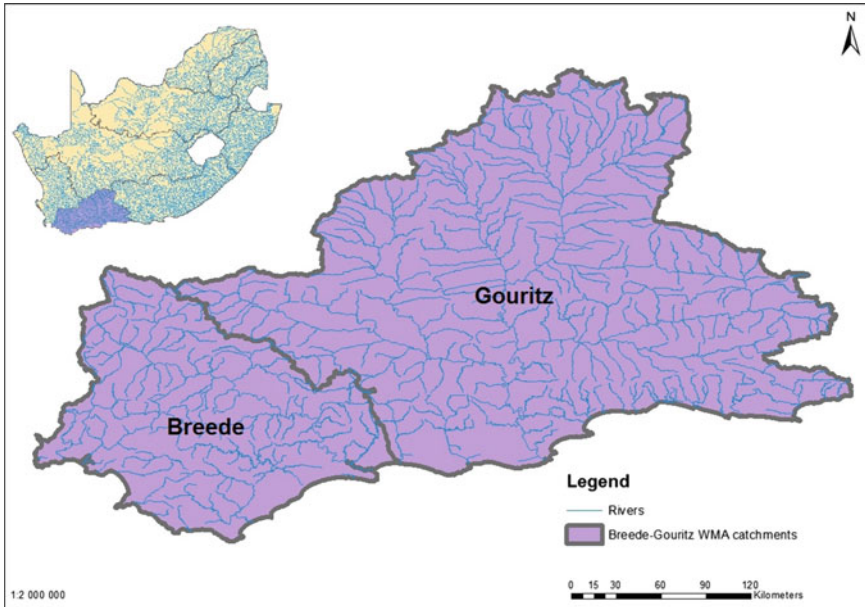 N
Gouritz
Breede
Legend
Rivers
Breede-Gouritz WMA catchments
1:2 000 000
0 15 30 60 90 120
Kilometers